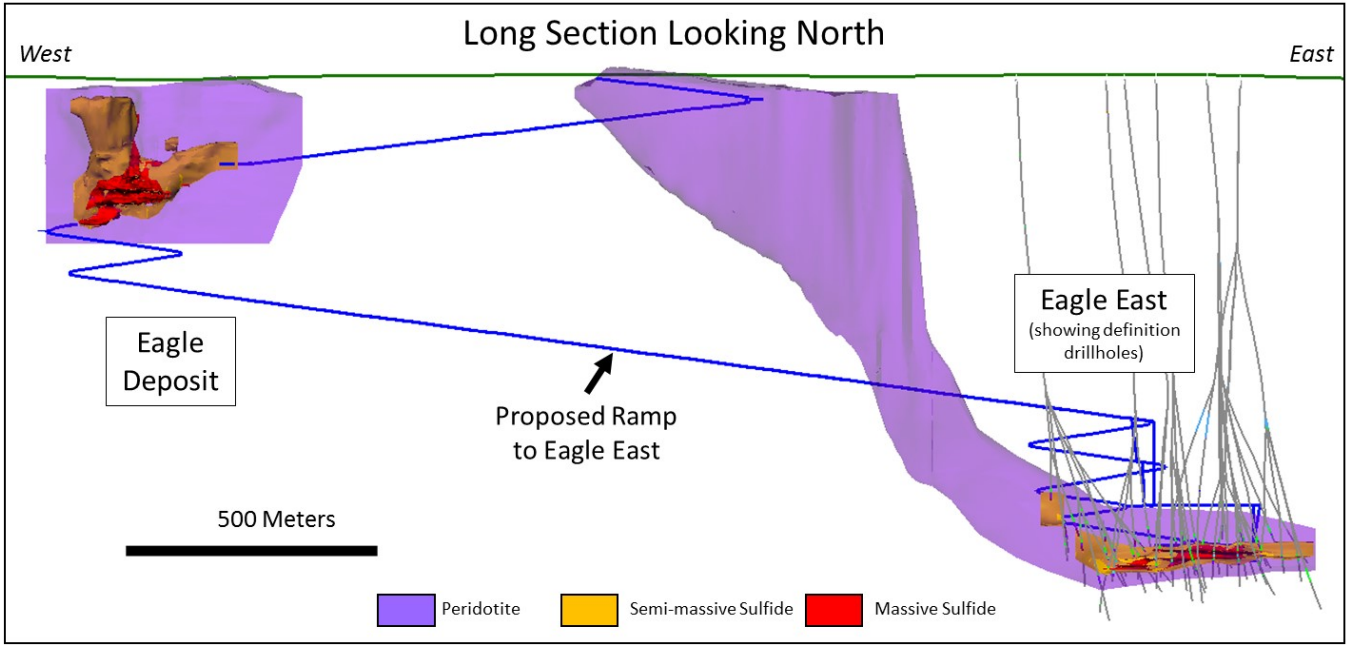 Long Section Looking North
West
East
Eagle East
(showing definition
drillholes)
Eagle
Deposit
Proposed Ramp
to Eagle East
500 Meters
Peridotite
Semi-massive Sulfide
Massive Sulfide